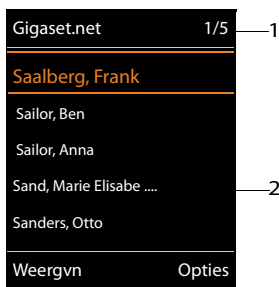 Gigaset.net 1/5 1
Saalberg, Frank
Sailor, Ben
Sailor, Anna
Sand, Marie Elisabe .... 2
Sanders, Otto
Weergvn Opties